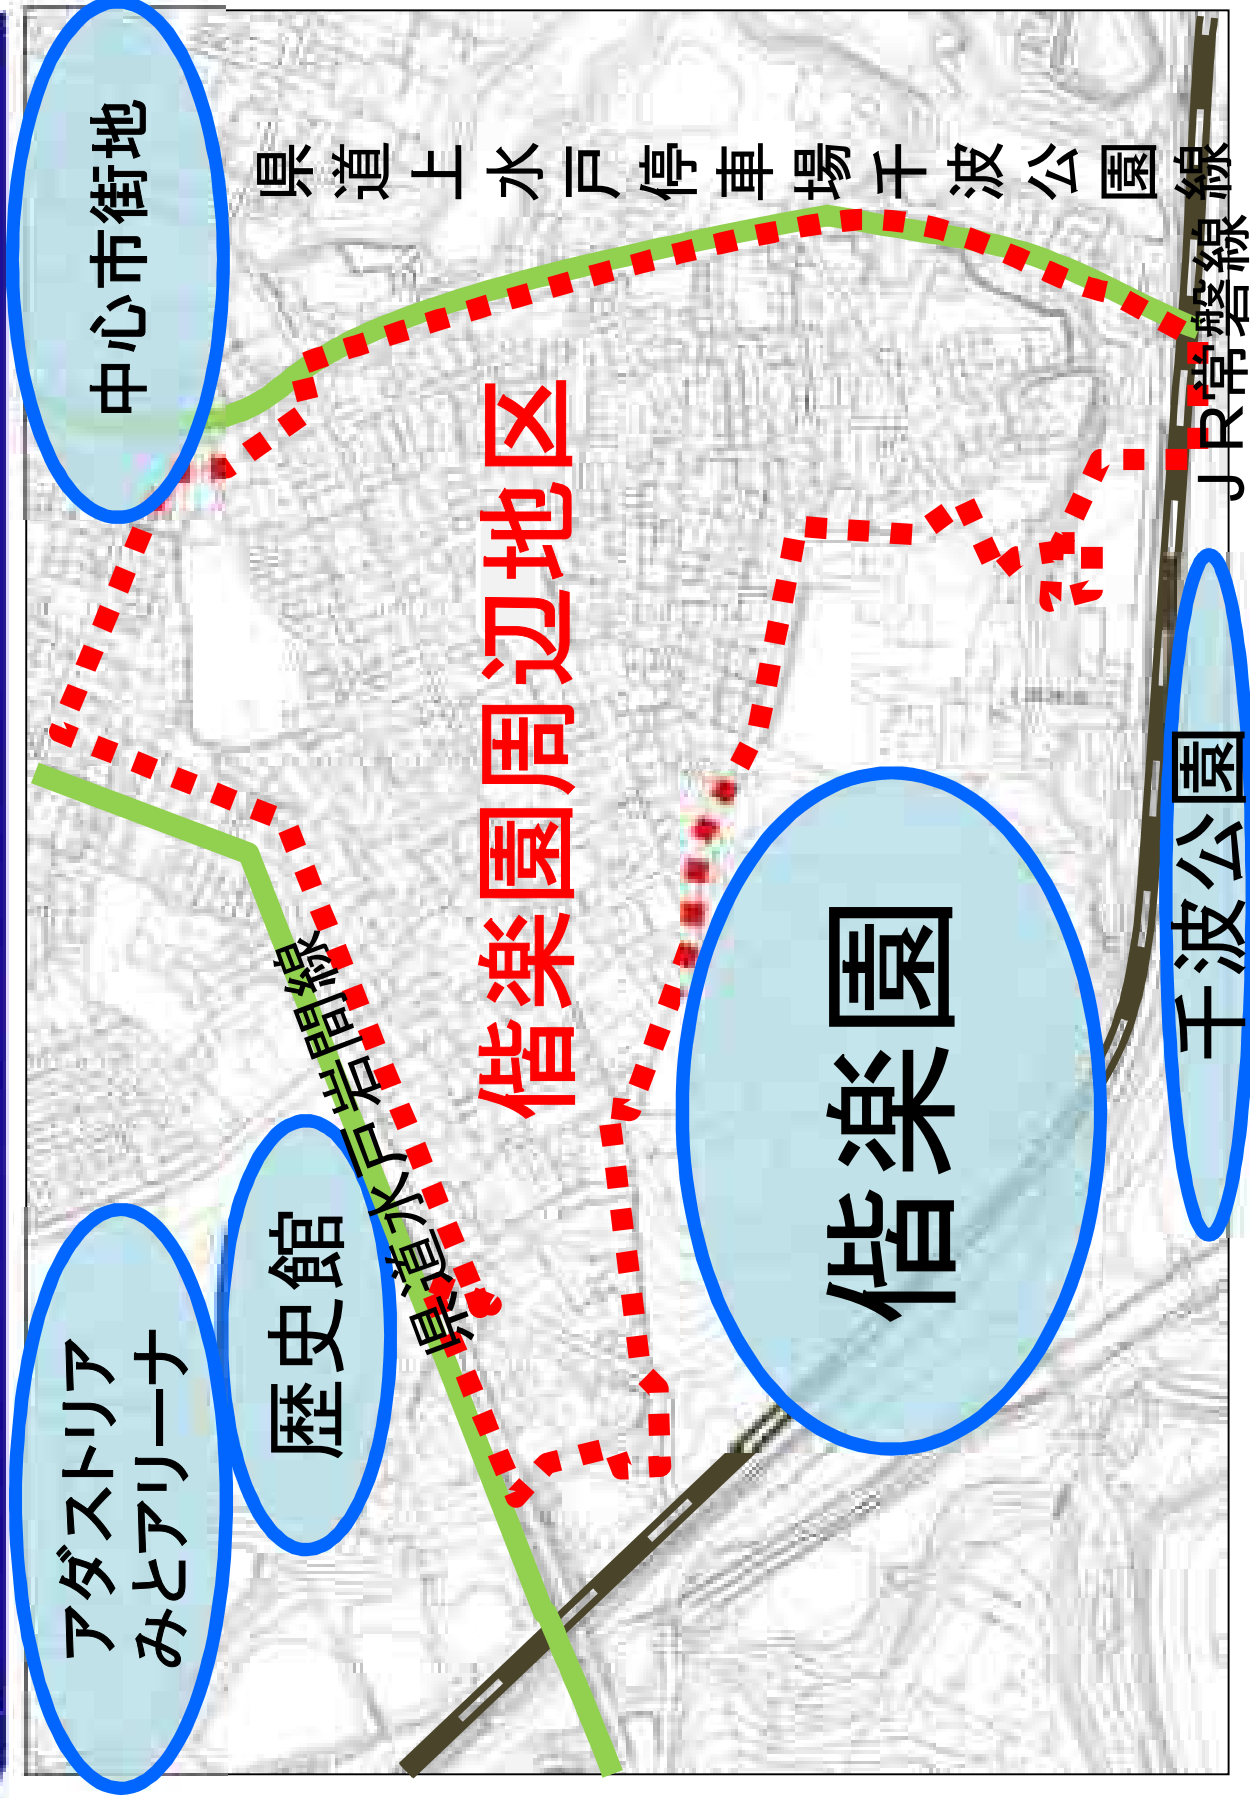 アダストリア
みとアリーナ
歴史館
中心市街地
県道水戸岩間線
県道上水戸停車場千波公園線
偕楽園周辺地区
偕楽園
千波公園
ＪＲ常磐線